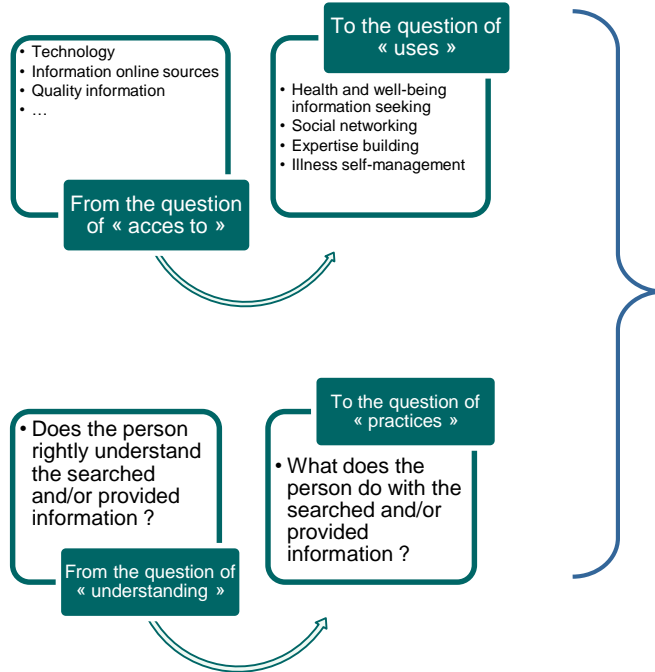 • Technology
• Information online sources
• Quality information
• …
From the question
of « acces to »
To the question of
« uses »
• Health and well-being
information seeking
• Social networking
• Expertise building
• Illness self-management
• Does the person
rightly understand
the searched
and/or provided
information ?
From the question of
« understanding »
To the question of
« practices »
• What does the
person do with the
searched and/or
provided
information ?